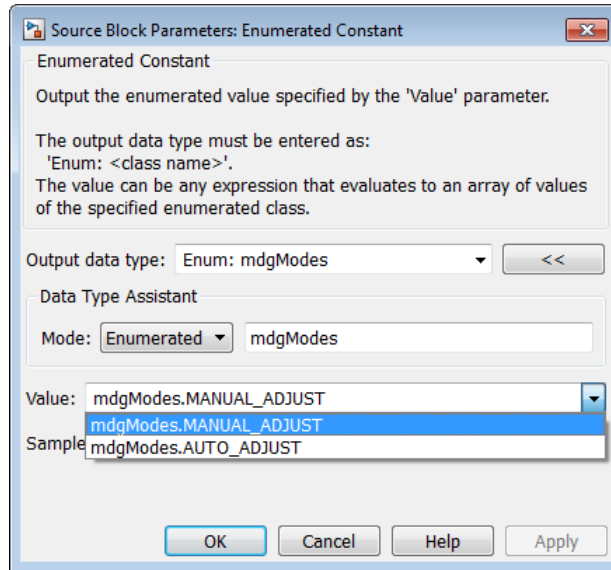 Source Block Parameters: Enumerated Constant
Enumerated Constant
Output the enumerated value specified by the 'Value' parameter.
The output data type must be entered as:
'Enum: <class name>'.
The value can be any expression that evaluates to an array of values
of the specified enumerated class.
Output data type: Enum: mdgModes <<
Data Type Assistant
Mode: Enumerated mdgModes
Value: mdgModes.MANUAL_ADJUST
mdgModes.MANUAL_ADJUST
Sample mdgModes.AUTO_ADJUST
OK Cancel Help Apply